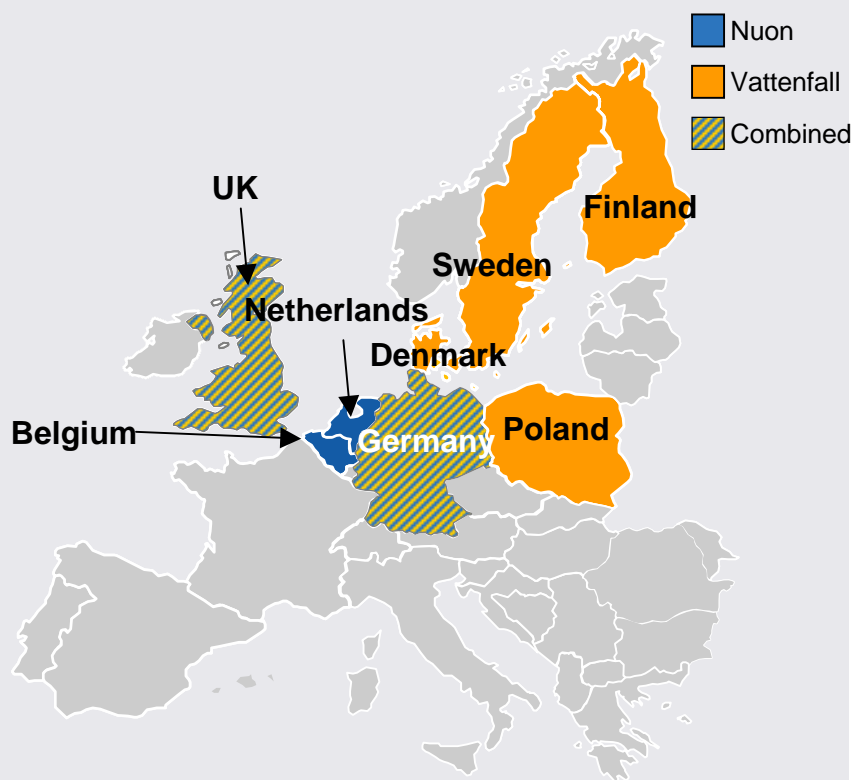 Nuon
Vattenfall
Combined
UK
Finland
Sweden
Netherlands
Denmark
Belgium
Germany
Poland